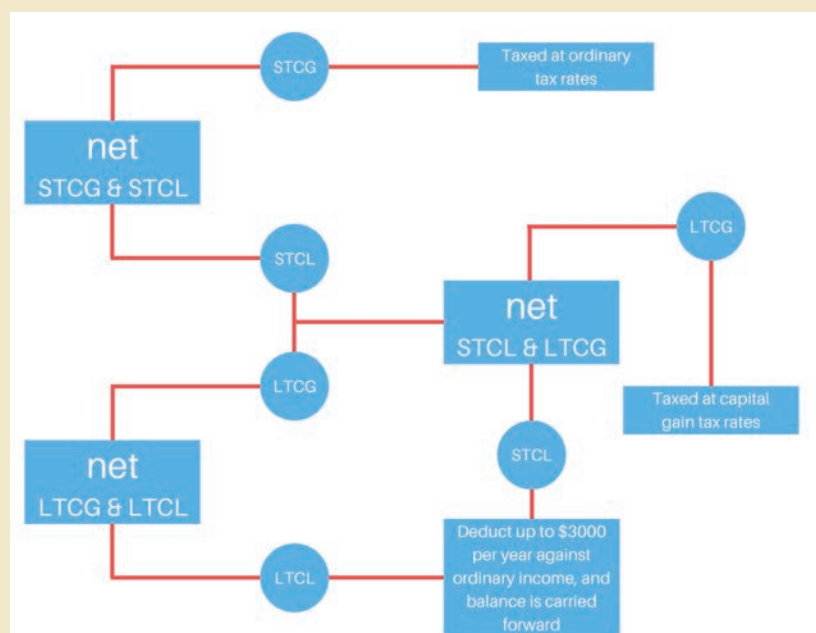 STCG
Taxed at ordinary
tax rates
net
STCG & STCL
LTCG
STCL
net
STCL & LTCG
LTCG
Taxed at capital
gain tax rates
net
LTCG & LTCL
STCL
Deduct up to $3000
per year against
ordinary income, and
balance is carried
forward
LTCL